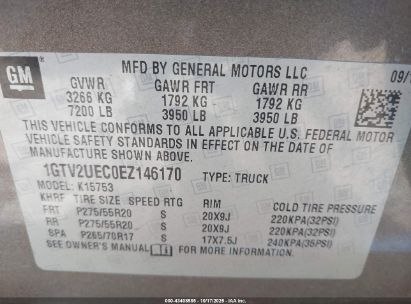 GM
MFD BY GENERAL MOTORS LLC
09/1
GVWR GAWR FRT GAWR RR
3266 KG 1792 KG 1792 KG
7200 LB 3950 LB 3950 LB
THIS VEHICLE CONFORMS TO ALL APPLICABLE U.S. FEDERAL MOTOR
VEHICLE SAFETY STANDARDS IN EFFECT ON THE DATE OF
MANUFACTURE SHOWN ABOVE.
1GTV2UEC0EZ146170 TYPE: TRUCK
MODEL: K15753
KHRF TIRE SIZE SPEED RTG RIM COLD TIRE PRESSURE
FRT P275/55R20 S 20X9J 220KPA(32PSI)
RR P275/55R20 S 20X9J 220KPA(32PSI)
SPA P265/70R17 S 17X7.5J 240KPA(35PSI)
SEE OWNER'S MANUAL FOR MORE INFORMATION.